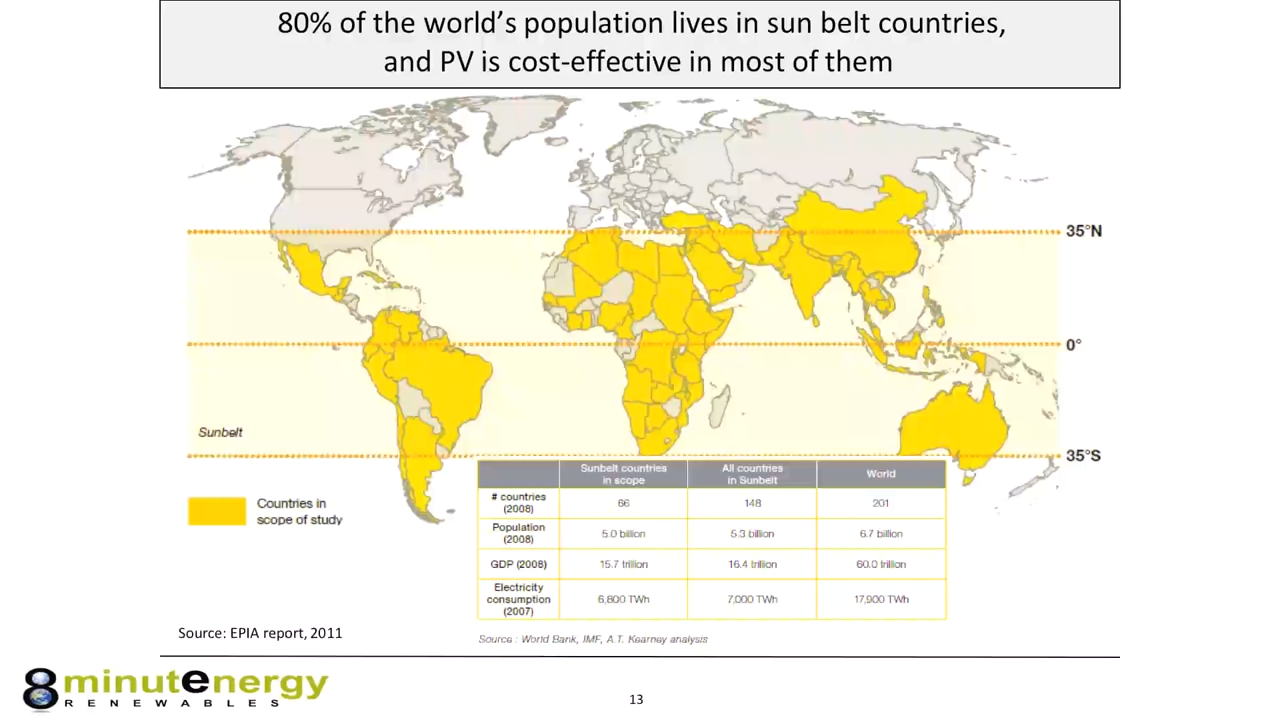 80% of the world's population lives in sun belt countries,
and PV is cost-effective in most of them
35°N
0°
Sunbelt
35°S
Countries in
scope of study
Sunbelt countries
in scope
All countries
in Sunbelt
World
# countries
(2008)
66
148
201
Population
(2008)
5.0 billion
5.3 billion
6.7 billion
GDP (2008)
15.7 trillion
16.4 trillion
60.0 trillion
Electricity
consumption
(2007)
6,800 TWh
7,000 TWh
17,900 TWh
Source: EPIA report, 2011
Source : World Bank, IMF, A.T. Kearney analysis
8minutenergy
RENEWABLES
13